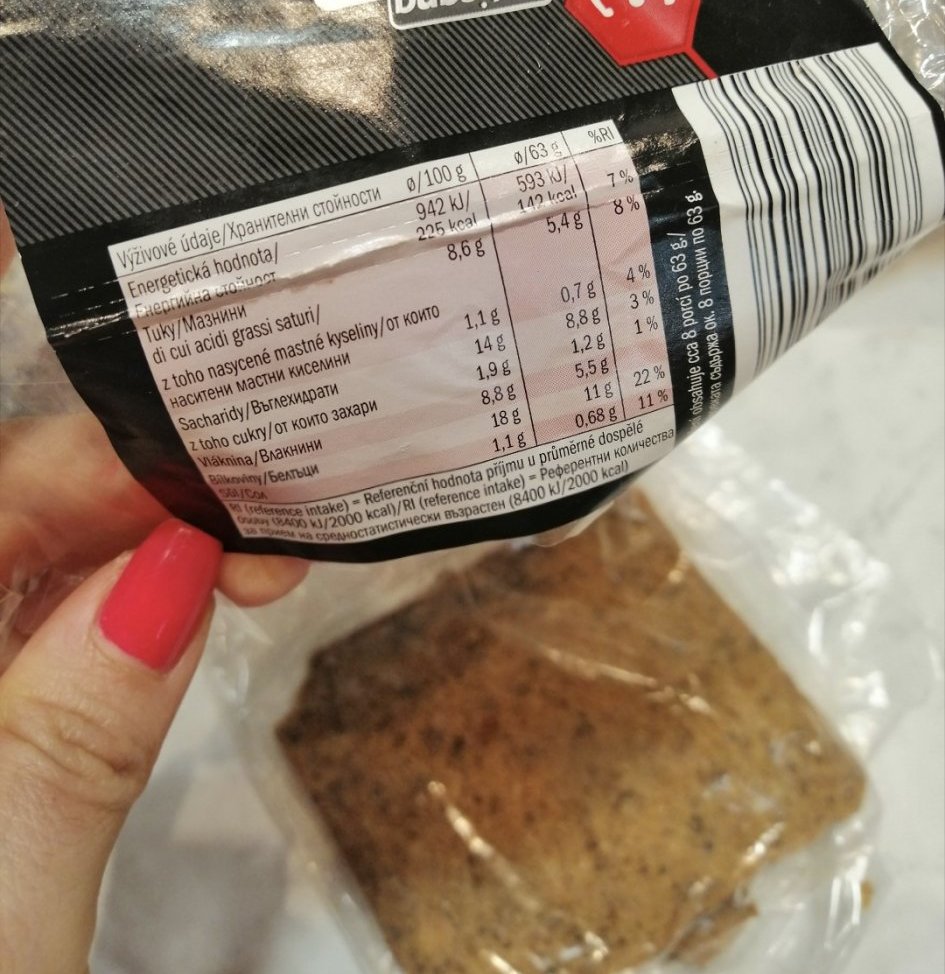 ø/100 g ø/63 g %RI
Výživové údaje/Хранителни стойности
Energetická hodnota/ 942 kJ/ 593 kJ/ 7 %
Енергийна стойност 225 kcal 142 kcal
Tuky/Мазнини 8,6 g 5,4 g 8 %
di cui acidi grassi saturi/
z toho nasycené mastné kyseliny/от които
наситени мастни киселини 1,1 g 0,7 g 4 %
Sacharidy/Въглехидрати 14 g 8,8 g 3 %
z toho cukry/от които захари 1,9 g 1,2 g 1 %
Vláknina/Влакнини 8,8 g 5,5 g
Bílkoviny/Белтъци 18 g 11 g 22 %
Sůl/Сол 1,1 g 0,68 g 11 %
RI (reference intake) = Referenční hodnota příjmu u průměrné dospělé
osoby (8400 kJ/2000 kcal)/RI (reference intake) = Референтни количества
за прием на средностатистически възрастен (8400 kJ/2000 kcal)
obsahuje cca 8 porcí po 63 g./
съдържа ок. 8 порции по 63 g.